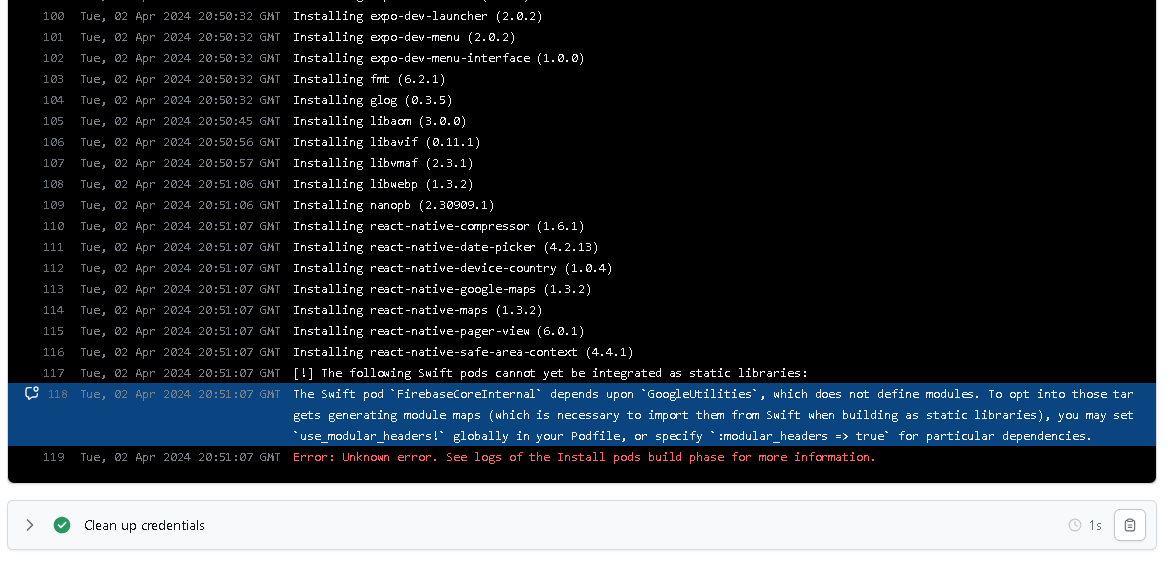 100 Tue, 02 Apr 2024 20:50:32 GMT Installing expo-dev-launcher (2.0.2)
101 Tue, 02 Apr 2024 20:50:32 GMT Installing expo-dev-menu (2.0.2)
102 Tue, 02 Apr 2024 20:50:32 GMT Installing expo-dev-menu-interface (1.0.0)
103 Tue, 02 Apr 2024 20:50:32 GMT Installing fmt (6.2.1)
104 Tue, 02 Apr 2024 20:50:32 GMT Installing glog (0.3.5)
105 Tue, 02 Apr 2024 20:50:45 GMT Installing libaom (3.0.0)
106 Tue, 02 Apr 2024 20:50:56 GMT Installing libavif (0.11.1)
107 Tue, 02 Apr 2024 20:50:57 GMT Installing libvmaf (2.3.1)
108 Tue, 02 Apr 2024 20:51:06 GMT Installing libwebp (1.3.2)
109 Tue, 02 Apr 2024 20:51:06 GMT Installing nanopb (2.30909.1)
110 Tue, 02 Apr 2024 20:51:07 GMT Installing react-native-compressor (1.6.1)
111 Tue, 02 Apr 2024 20:51:07 GMT Installing react-native-date-picker (4.2.13)
112 Tue, 02 Apr 2024 20:51:07 GMT Installing react-native-device-country (1.0.4)
113 Tue, 02 Apr 2024 20:51:07 GMT Installing react-native-google-maps (1.3.2)
114 Tue, 02 Apr 2024 20:51:07 GMT Installing react-native-maps (1.3.2)
115 Tue, 02 Apr 2024 20:51:07 GMT Installing react-native-pager-view (6.0.1)
116 Tue, 02 Apr 2024 20:51:07 GMT Installing react-native-safe-area-context (4.4.1)
117 Tue, 02 Apr 2024 20:51:07 GMT [!] The following Swift pods cannot yet be integrated as static libraries:
118 Tue, 02 Apr 2024 20:51:07 GMT The Swift pod `FirebaseCoreInternal` depends upon `GoogleUtilities`, which does not define modules. To opt into those tar
gets generating module maps (which is necessary to import them from Swift when building as static libraries), you may set
`use_modular_headers!` globally in your Podfile, or specify `:modular_headers => true` for particular dependencies.
119 Tue, 02 Apr 2024 20:51:07 GMT Error: Unknown error. See logs of the Install pods build phase for more information.
Clean up credentials 1s